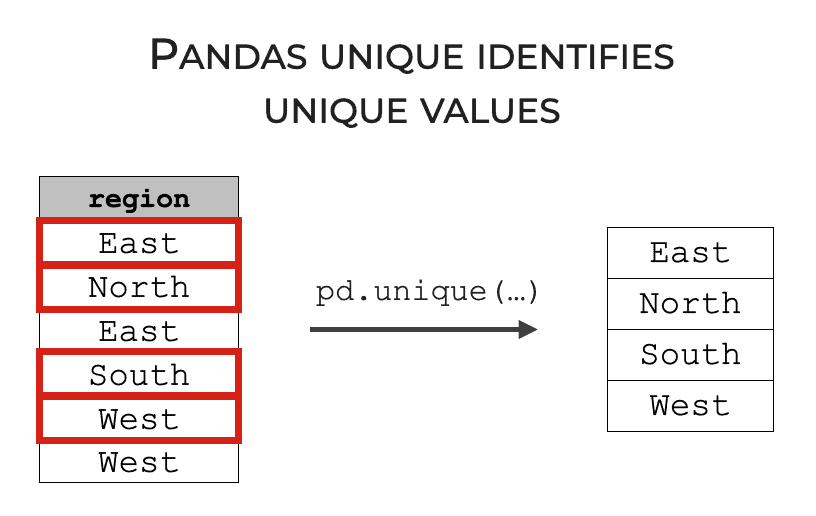 PANDAS UNIQUE IDENTIFIES
UNIQUE VALUES
region
East
North
East
South
West
West
pd.unique(…)
East
North
South
West